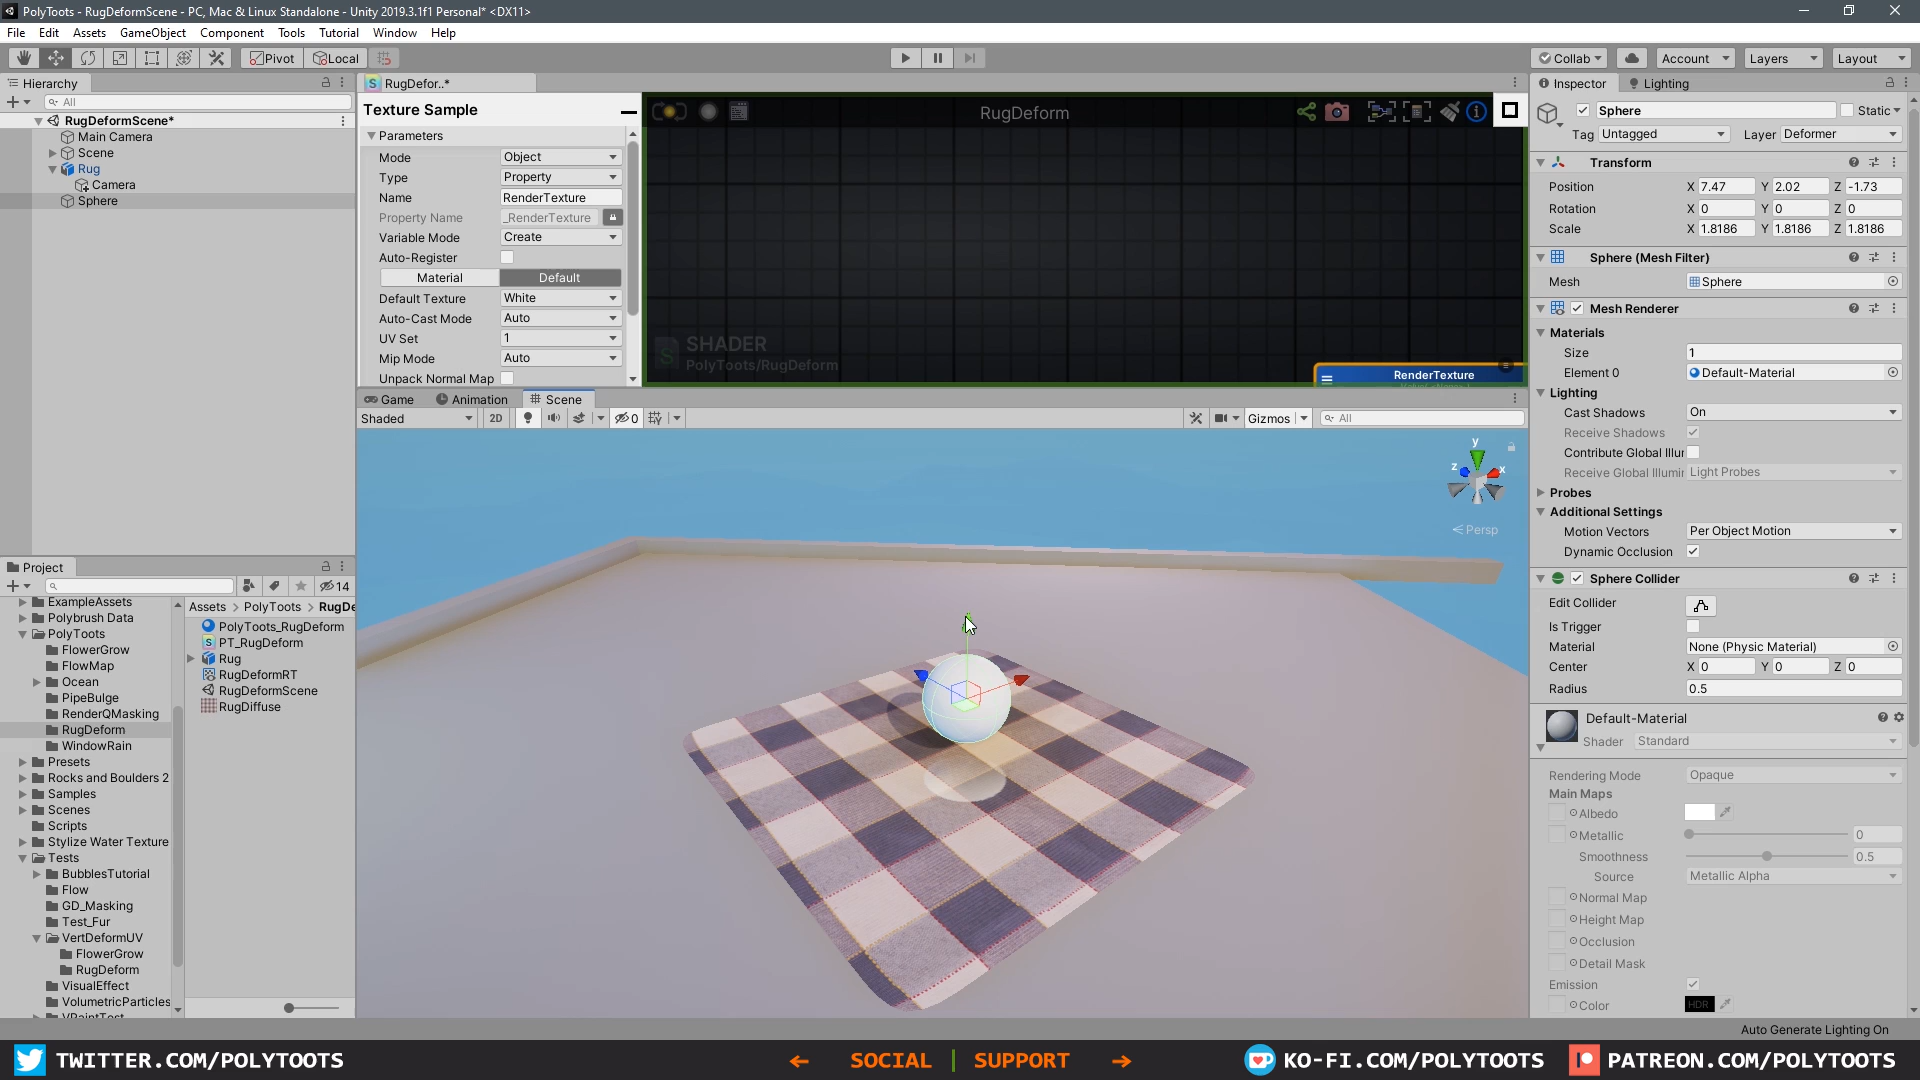 PolyToots - RugDeformScene - PC, Mac & Linux Standalone - Unity 2019.3.1f1 Personal* <DX11>
File Edit Assets GameObject Component Tools Tutorial Window Help
Pivot Local Collab Account Layers Layout
Hierarchy
All
RugDeformScene*
Main Camera
Scene
Rug
Camera
Sphere
RugDefor..*
Texture Sample
Parameters
Mode Object
Type Property
Name RenderTexture
Property Name _RenderTexture
Variable Mode Create
Auto-Register
Material Default
Default Texture White
Auto-Cast Mode Auto
UV Set 1
Mip Mode Auto
Unpack Normal Map
RugDeform
SHADER
PolyToots/RugDeform
RenderTexture
Game Animation Scene
Shaded 2D 0 Gizmos All
y
z x
Persp
Project
14
ExampleAssets
Polybrush Data
PolyToots
FlowerGrow
FlowMap
Ocean
PipeBulge
RenderQMasking
RugDeform
WindowRain
Presets
Rocks and Boulders 2
Samples
Scenes
Scripts
Stylize Water Texture
Tests
BubblesTutorial
Flow
GD_Masking
Test_Fur
VertDeformUV
FlowerGrow
RugDeform
VisualEffect
VolumetricParticles
VPaintTest
Assets > PolyToots > RugDe
PolyToots_RugDeform
PT_RugDeform
Rug
RugDeformRT
RugDeformScene
RugDiffuse
Inspector Lighting
Sphere Static
Tag Untagged Layer Deformer
Transform
Position X 7.47 Y 2.02 Z -1.73
Rotation X 0 Y 0 Z 0
Scale X 1.8186 Y 1.8186 Z 1.8186
Sphere (Mesh Filter)
Mesh Sphere
Mesh Renderer
Materials
Size 1
Element 0 Default-Material
Lighting
Cast Shadows On
Receive Shadows
Contribute Global Illur
Receive Global Illumir Light Probes
Probes
Additional Settings
Motion Vectors Per Object Motion
Dynamic Occlusion
Sphere Collider
Edit Collider
Is Trigger
Material None (Physic Material)
Center X 0 Y 0 Z 0
Radius 0.5
Default-Material
Shader Standard
Rendering Mode Opaque
Main Maps
Albedo
Metallic 0
Smoothness 0.5
Source Metallic Alpha
Normal Map
Height Map
Occlusion
Detail Mask
Emission
Color HDR
Auto Generate Lighting On
TWITTER.COM/POLYTOOTS ← SOCIAL | SUPPORT → KO-FI.COM/POLYTOOTS PATREON.COM/POLYTOOTS